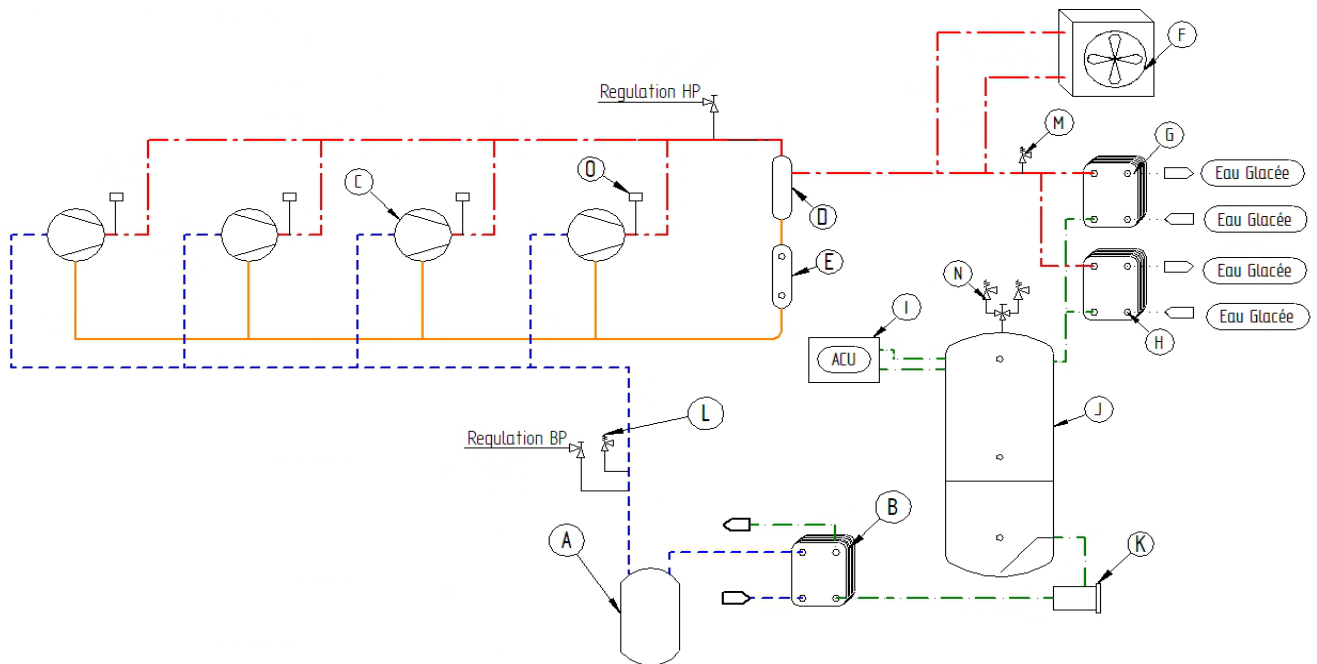 F
Regulation HP
M
G
Eau Glacée
C
O
D
Eau Glacée
E
N
Eau Glacée
I
H
Eau Glacée
ACU
J
L
Regulation BP
B
A
K